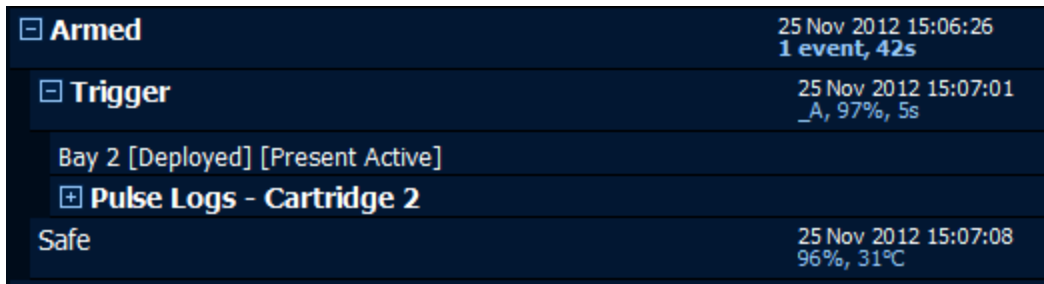 Armed 25 Nov 2012 15:06:26
1 event, 42s
Trigger 25 Nov 2012 15:07:01
_A, 97%, 5s
Bay 2 [Deployed] [Present Active]
Pulse Logs - Cartridge 2
Safe 25 Nov 2012 15:07:08
96%, 31°C